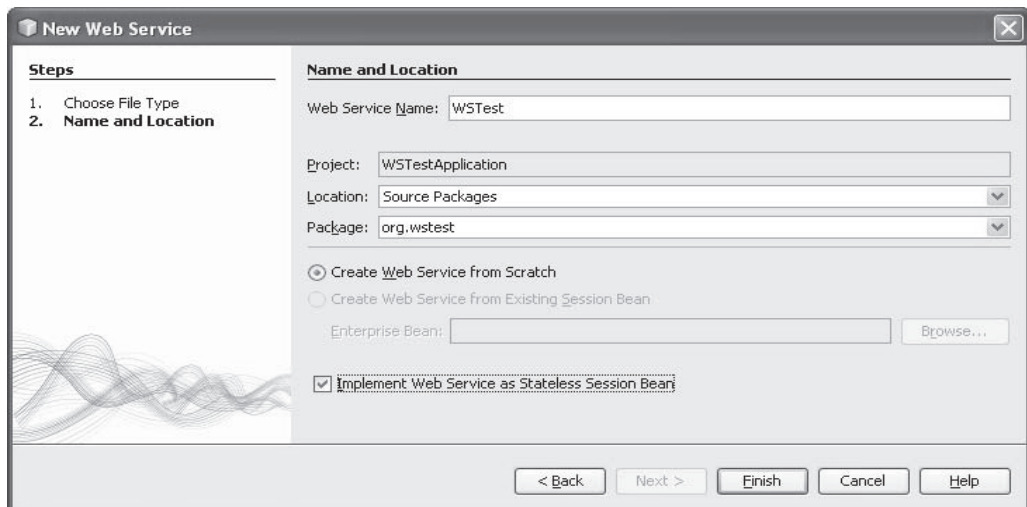 New Web Service
Steps
1. Choose File Type
2. Name and Location
Name and Location
Web Service Name: WSTest
Project: WSTestApplication
Location: Source Packages
Package: org.wstest
Create Web Service from Scratch
Create Web Service from Existing Session Bean
Enterprise Bean: Browse...
Implement Web Service as Stateless Session Bean
< Back Next > Finish Cancel Help